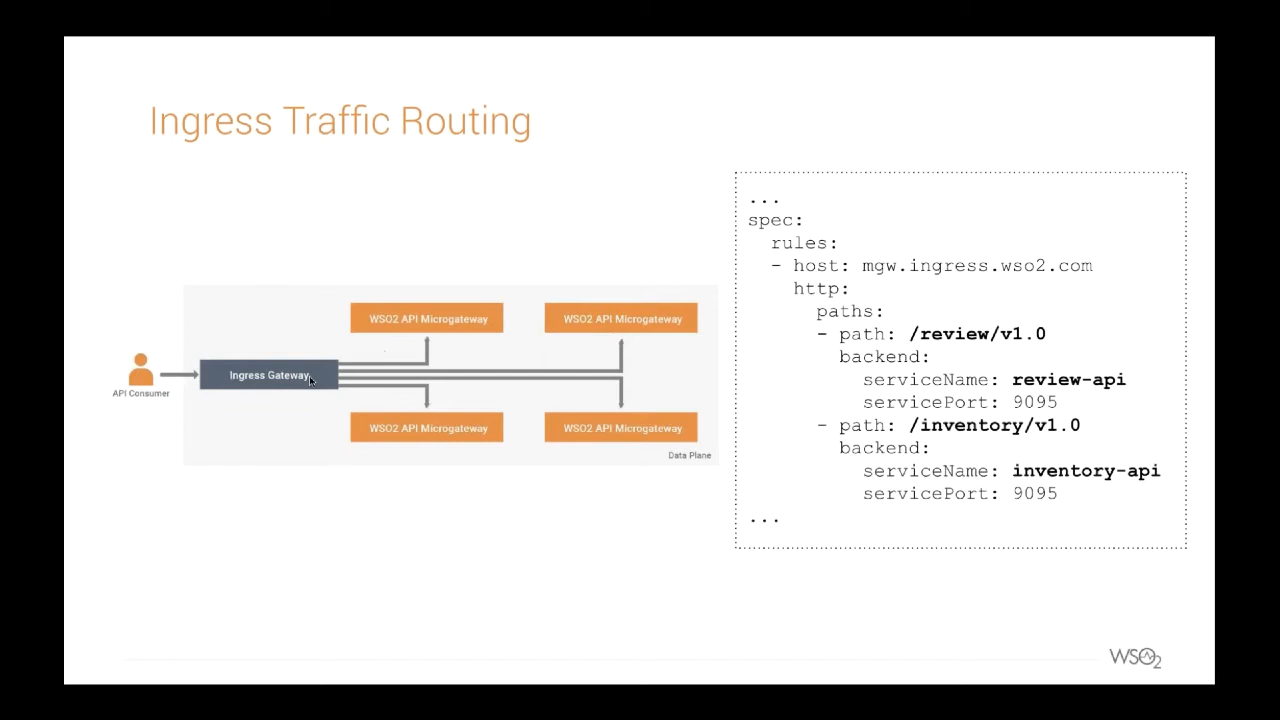 Ingress Traffic Routing
WSO2 API Microgateway
WSO2 API Microgateway
Ingress Gateway
API Consumer
WSO2 API Microgateway
WSO2 API Microgateway
Data Plane
...
spec:
  rules:
  - host: mgw.ingress.wso2.com
    http:
      paths:
      - path: /review/v1.0
        backend:
          serviceName: review-api
          servicePort: 9095
      - path: /inventory/v1.0
        backend:
          serviceName: inventory-api
          servicePort: 9095
...
WSO2